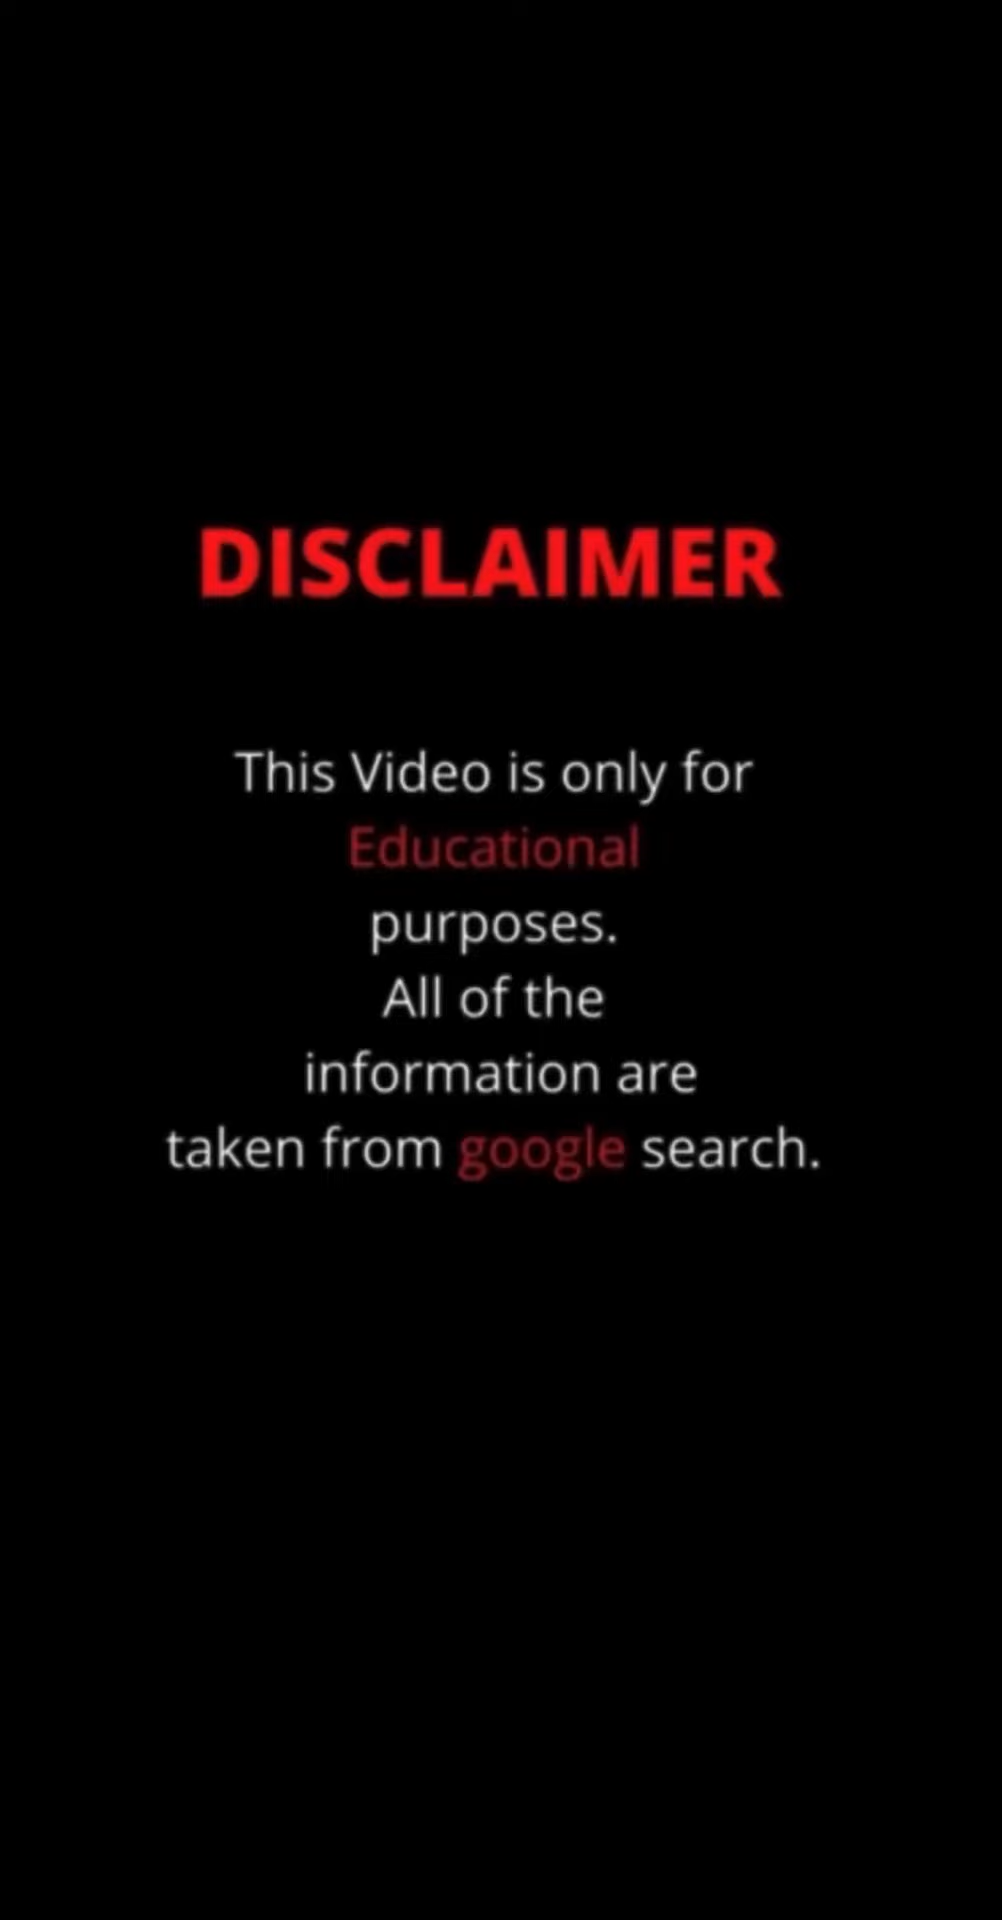 DISCLAIMER
This Video is only for
Educational
purposes.
All of the
information are
taken from google search.